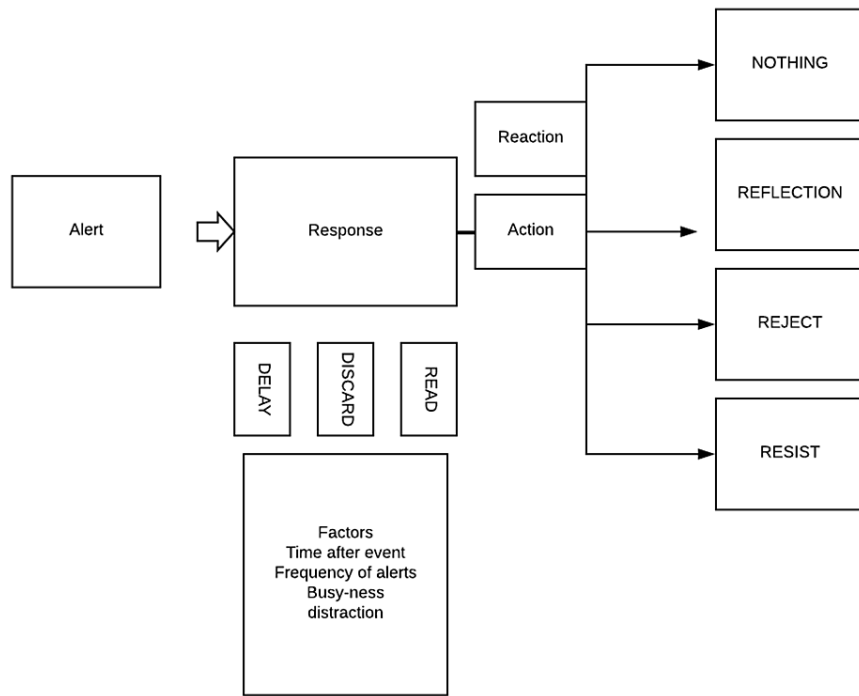 Alert
Response
Reaction
Action
NOTHING
REFLECTION
REJECT
RESIST
DELAY
DISCARD
READ
Factors
Time after event
Frequency of alerts
Busy-ness
distraction